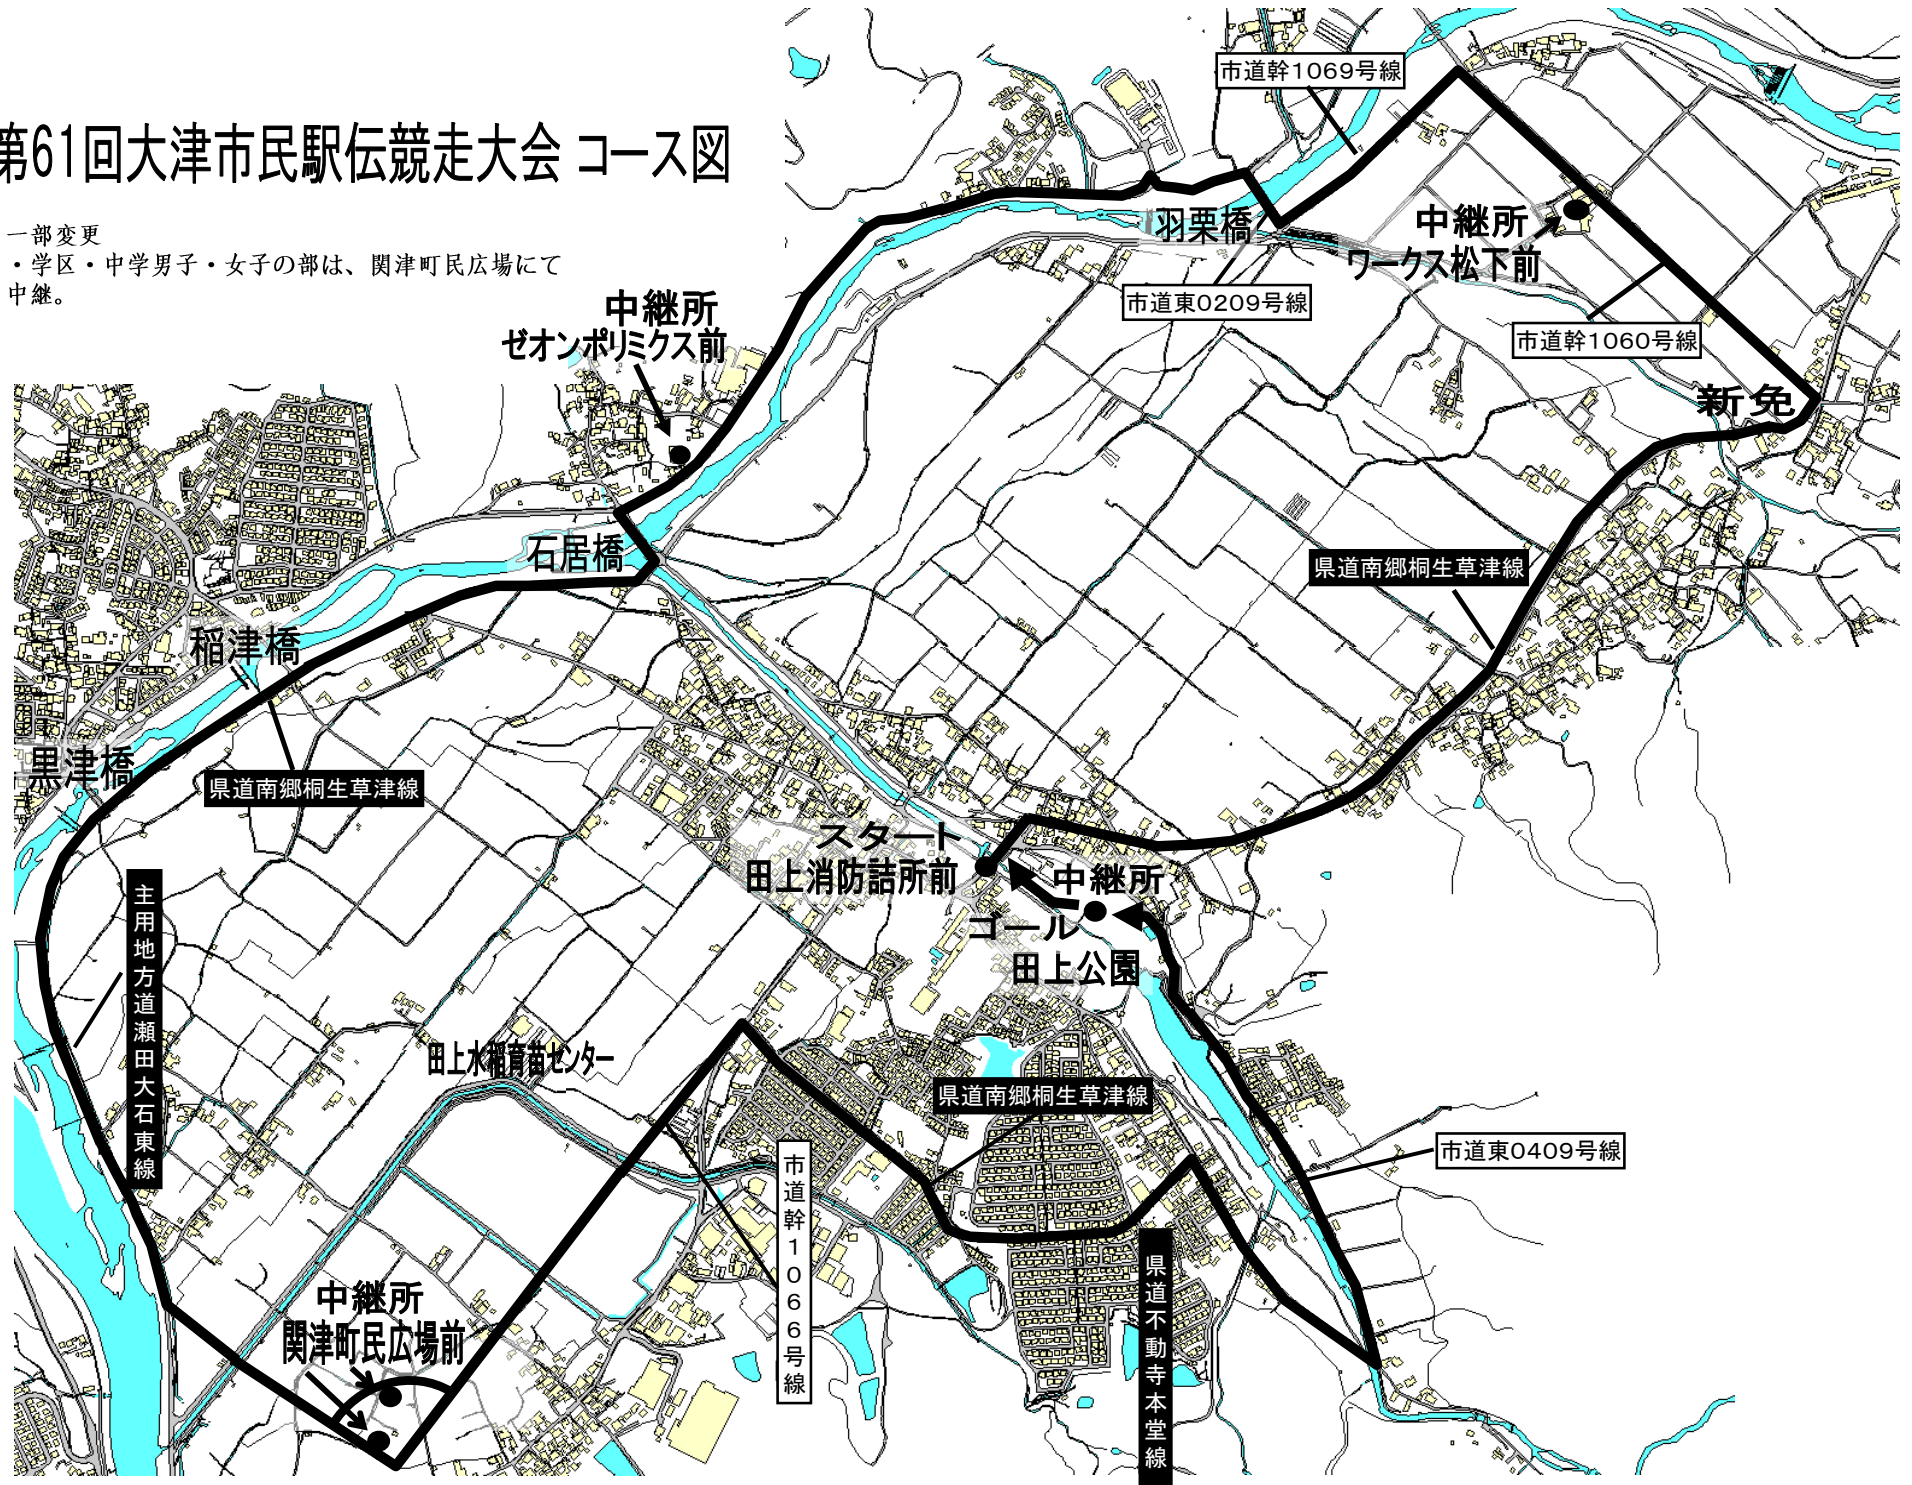 第61回大津市民駅伝競走大会 コース図
一部変更
・学区・中学男子・女子の部は、関津町民広場にて
中継。
市道幹1069号線
羽栗橋
中継所
ワークス松下前
市道東0209号線
市道幹1060号線
中継所
ゼオンポリミクス前
新免
石居橋
県道南郷桐生草津線
稲津橋
黒津橋
県道南郷桐生草津線
スタート
田上消防詰所前
中継所
ゴール
田上公園
主用地方道瀬田大石東線
田上水稲育苗センター
県道南郷桐生草津線
市道東0409号線
市道幹1066号線
県道不動寺本堂線
中継所
関津町民広場前